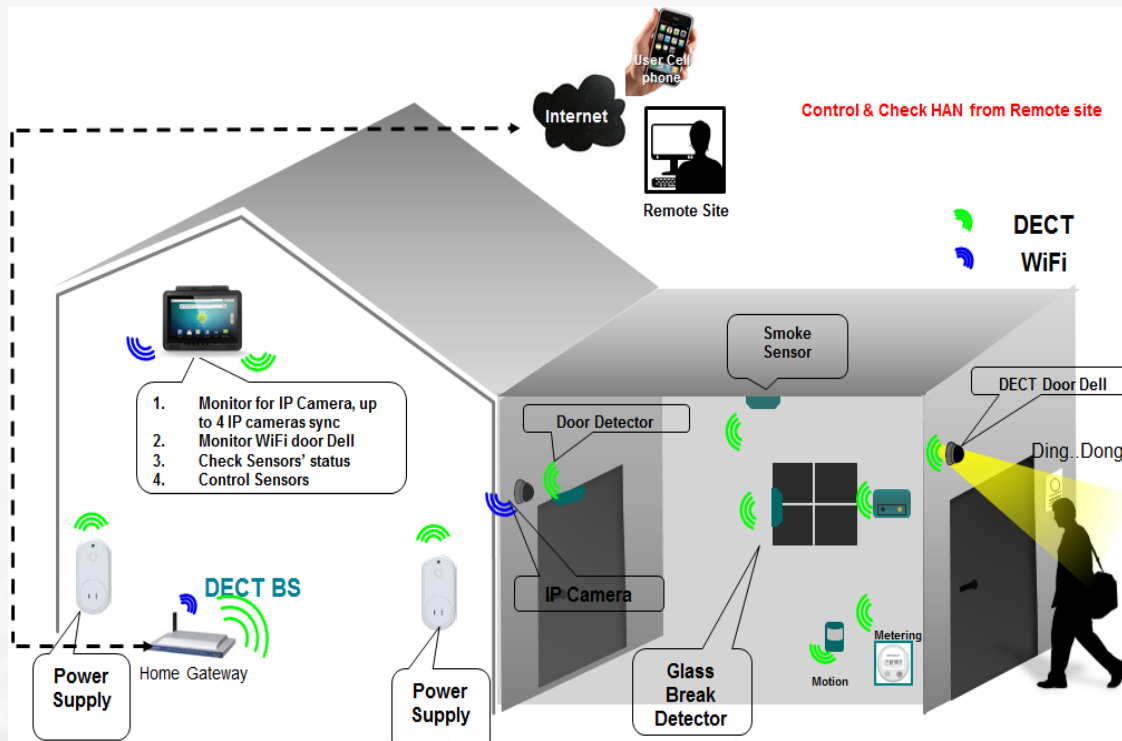 User Cell
phone
Internet
Control & Check HAN from Remote site
Remote Site
DECT
WiFi
Smoke
Sensor
DECT Door Dell
1. Monitor for IP Camera, up
to 4 IP cameras sync
2. Monitor WiFi door Dell
3. Check Sensors’ status
4. Control Sensors
Door Detector
Ding..Dong
DECT BS
IP Camera
Home Gateway
Power
Supply
Power
Supply
Glass
Break
Detector
Motion
Metering